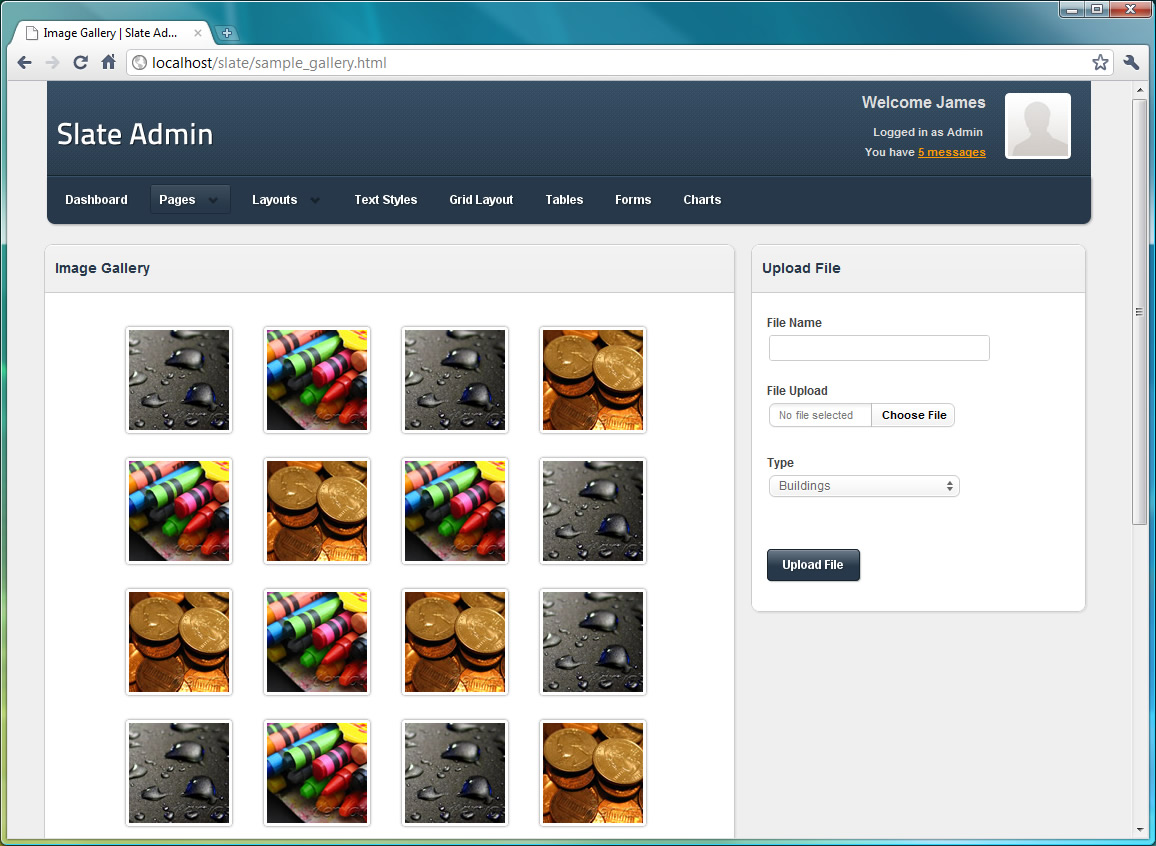 Image Gallery | Slate Ad...
localhost/slate/sample_gallery.html
Slate Admin
Welcome James
Logged in as Admin
You have 5 messages
Dashboard Pages Layouts Text Styles Grid Layout Tables Forms Charts
Image Gallery
Upload File
File Name
File Upload
No file selected Choose File
Type
Buildings
Upload File